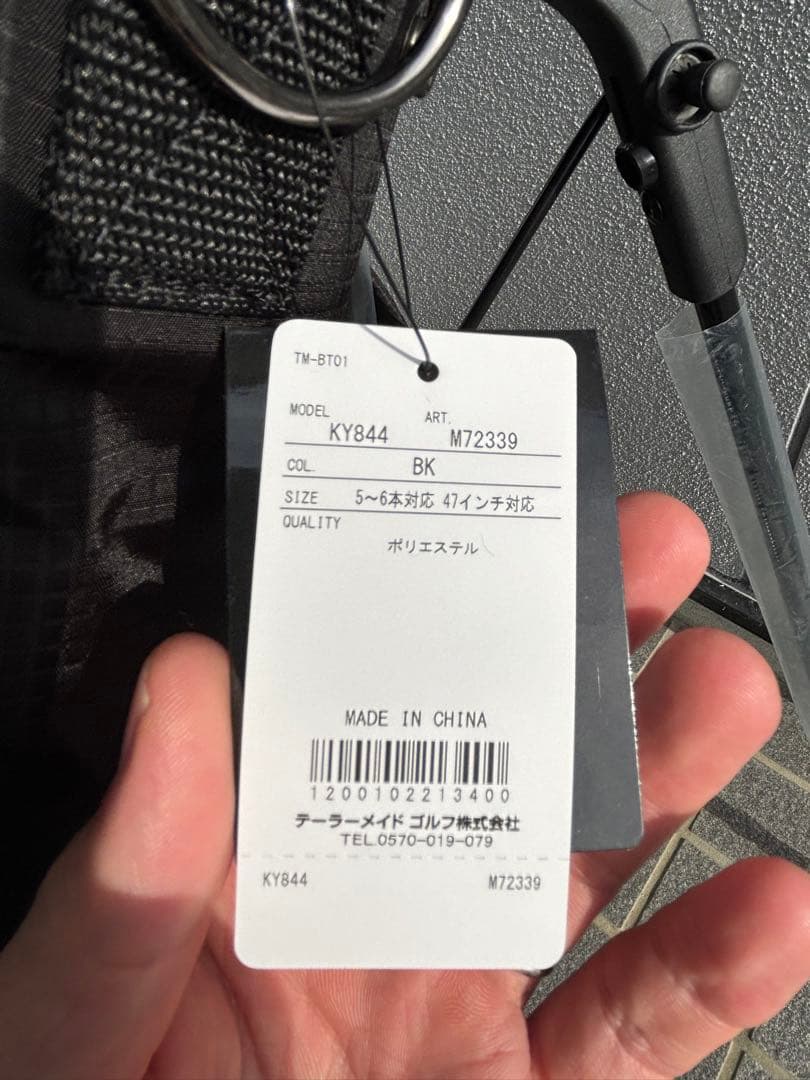 TM-BT01
MODEL KY844 ART. M72339
COL. BK
SIZE 5～6本対応 47インチ対応
QUALITY
ポリエステル
MADE IN CHINA
1200102213400
テーラーメイド ゴルフ株式会社
TEL.0570-019-079
KY844 M72339